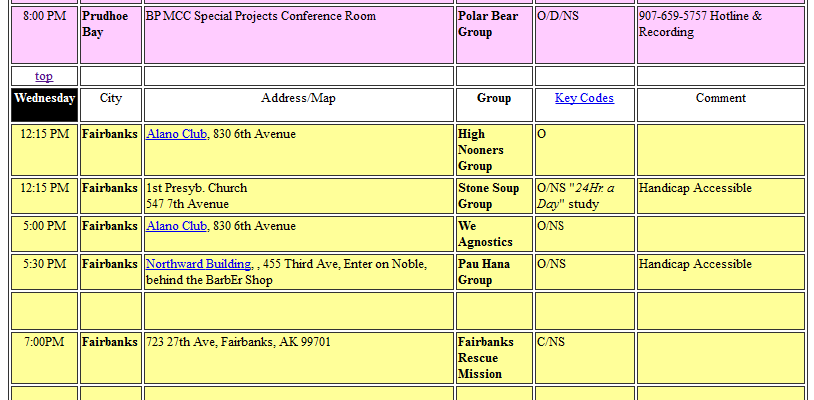 8:00 PM Prudhoe Bay BP MCC Special Projects Conference Room Polar Bear Group O/D/NS 907-659-5757 Hotline & Recording
top
Wednesday City Address/Map Group Key Codes Comment
12:15 PM Fairbanks Alano Club, 830 6th Avenue High Nooners Group O
12:15 PM Fairbanks 1st Presyb. Church 547 7th Avenue Stone Soup Group O/NS "24Hr. a Day" study Handicap Accessible
5:00 PM Fairbanks Alano Club, 830 6th Avenue We Agnostics O/NS
5:30 PM Fairbanks Northward Building, , 455 Third Ave, Enter on Noble, behind the BarbEr Shop Pau Hana Group O/NS Handicap Accessible
7:00PM Fairbanks 723 27th Ave, Fairbanks, AK 99701 Fairbanks Rescue Mission C/NS